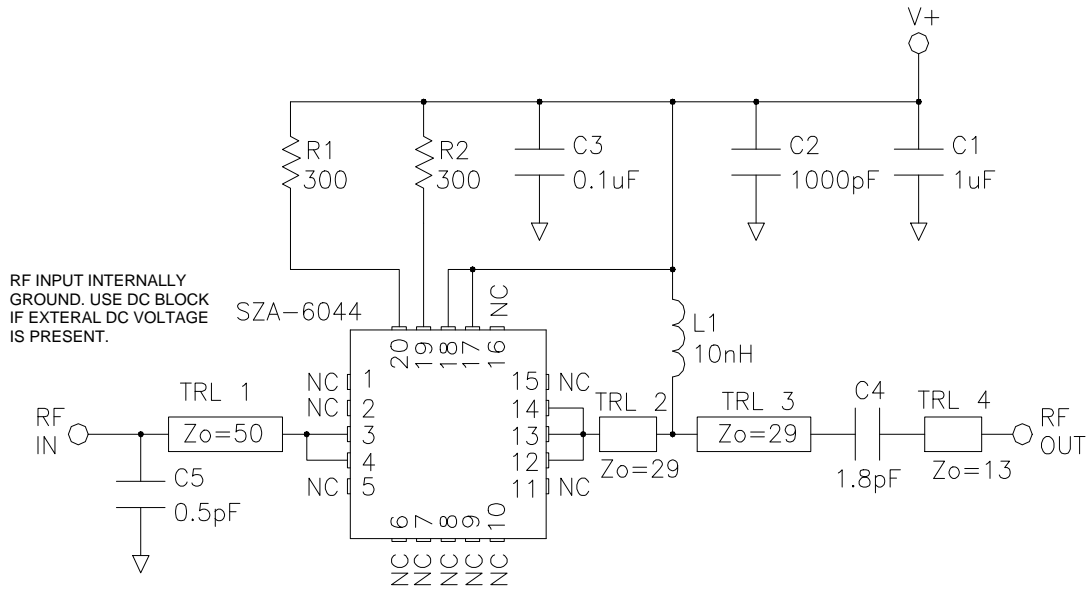 V+
R1
300
R2
300
C3
0.1uF
C2
1000pF
C1
1uF
RF INPUT INTERNALLY
GROUND. USE DC BLOCK
IF EXTERAL DC VOLTAGE
IS PRESENT.
SZA-6044
20
19
18
17
16
NC
L1
10nH
NC
1
NC
2
3
4
NC
5
15
NC
14
13
12
11
NC
6
7
8
9
10
NC
NC
NC
NC
NC
RF
IN
TRL 1
Zo=50
C5
0.5pF
TRL 2
Zo=29
TRL 3
Zo=29
C4
1.8pF
TRL 4
Zo=13
RF
OUT